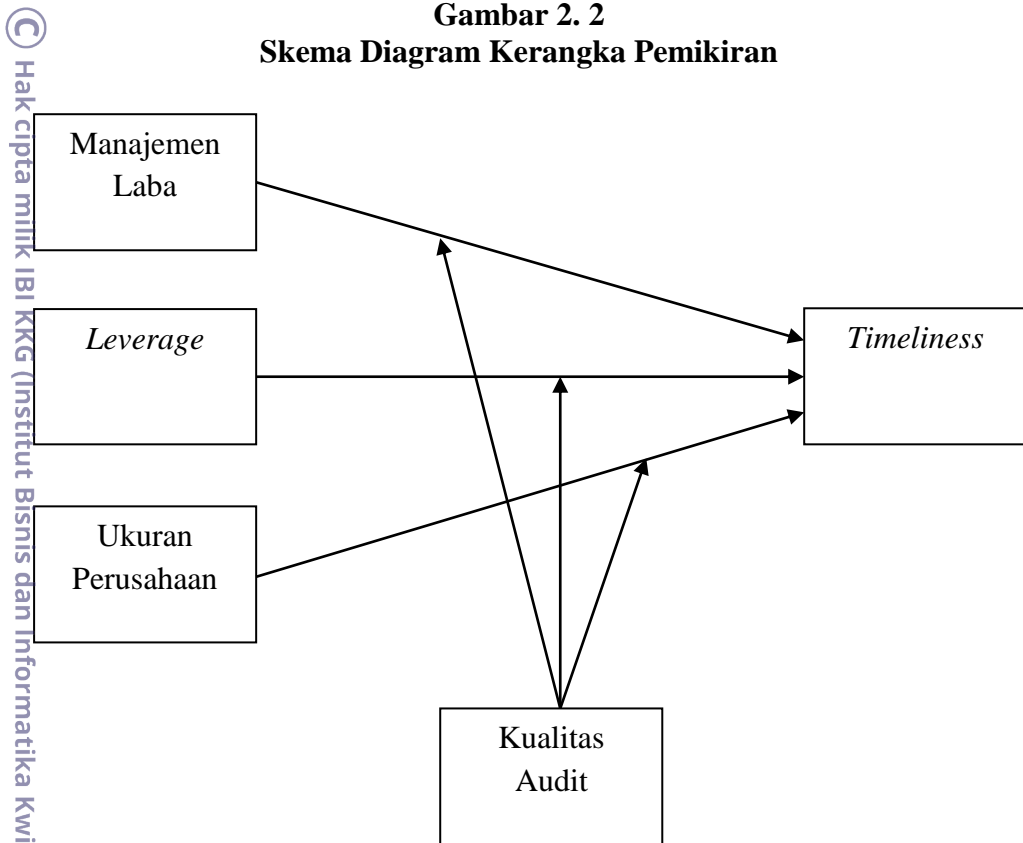 Gambar 2. 2
Skema Diagram Kerangka Pemikiran
Manajemen
Laba
Leverage
Timeliness
Ukuran
Perusahaan
Kualitas
Audit
© Hak cipta milik IBI KKG (Institut Bisnis dan Informatika Kwi